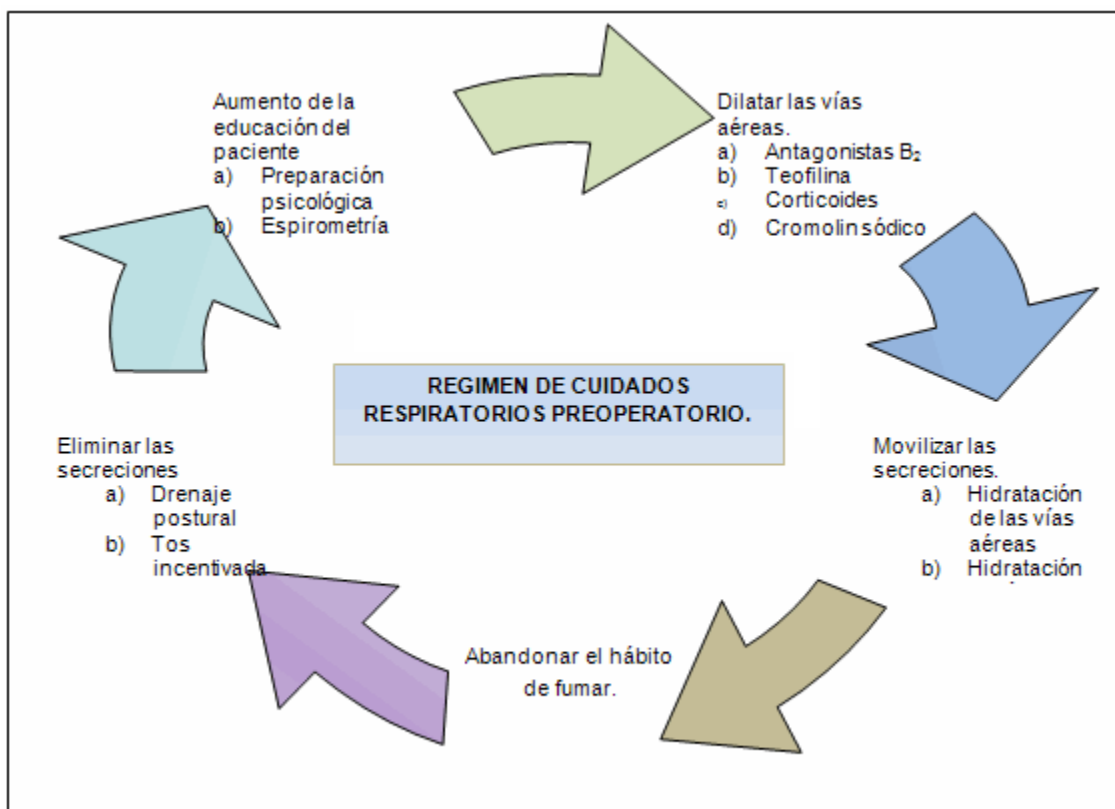 Aumento de la
educación del
paciente
a) Preparación
psicológica
b) Espirometría
Dilatar las vías
aéreas.
a) Antagonistas B₂
b) Teofilina
c) Corticoides
d) Cromolin sódico
REGIMEN DE CUIDADOS
RESPIRATORIOS PREOPERATORIO.
Movilizar las
secreciones.
a) Hidratación
de las vías
aéreas
b) Hidratación
Abandonar el hábito
de fumar.
Eliminar las
secreciones
a) Drenaje
postural
b) Tos
incentivada